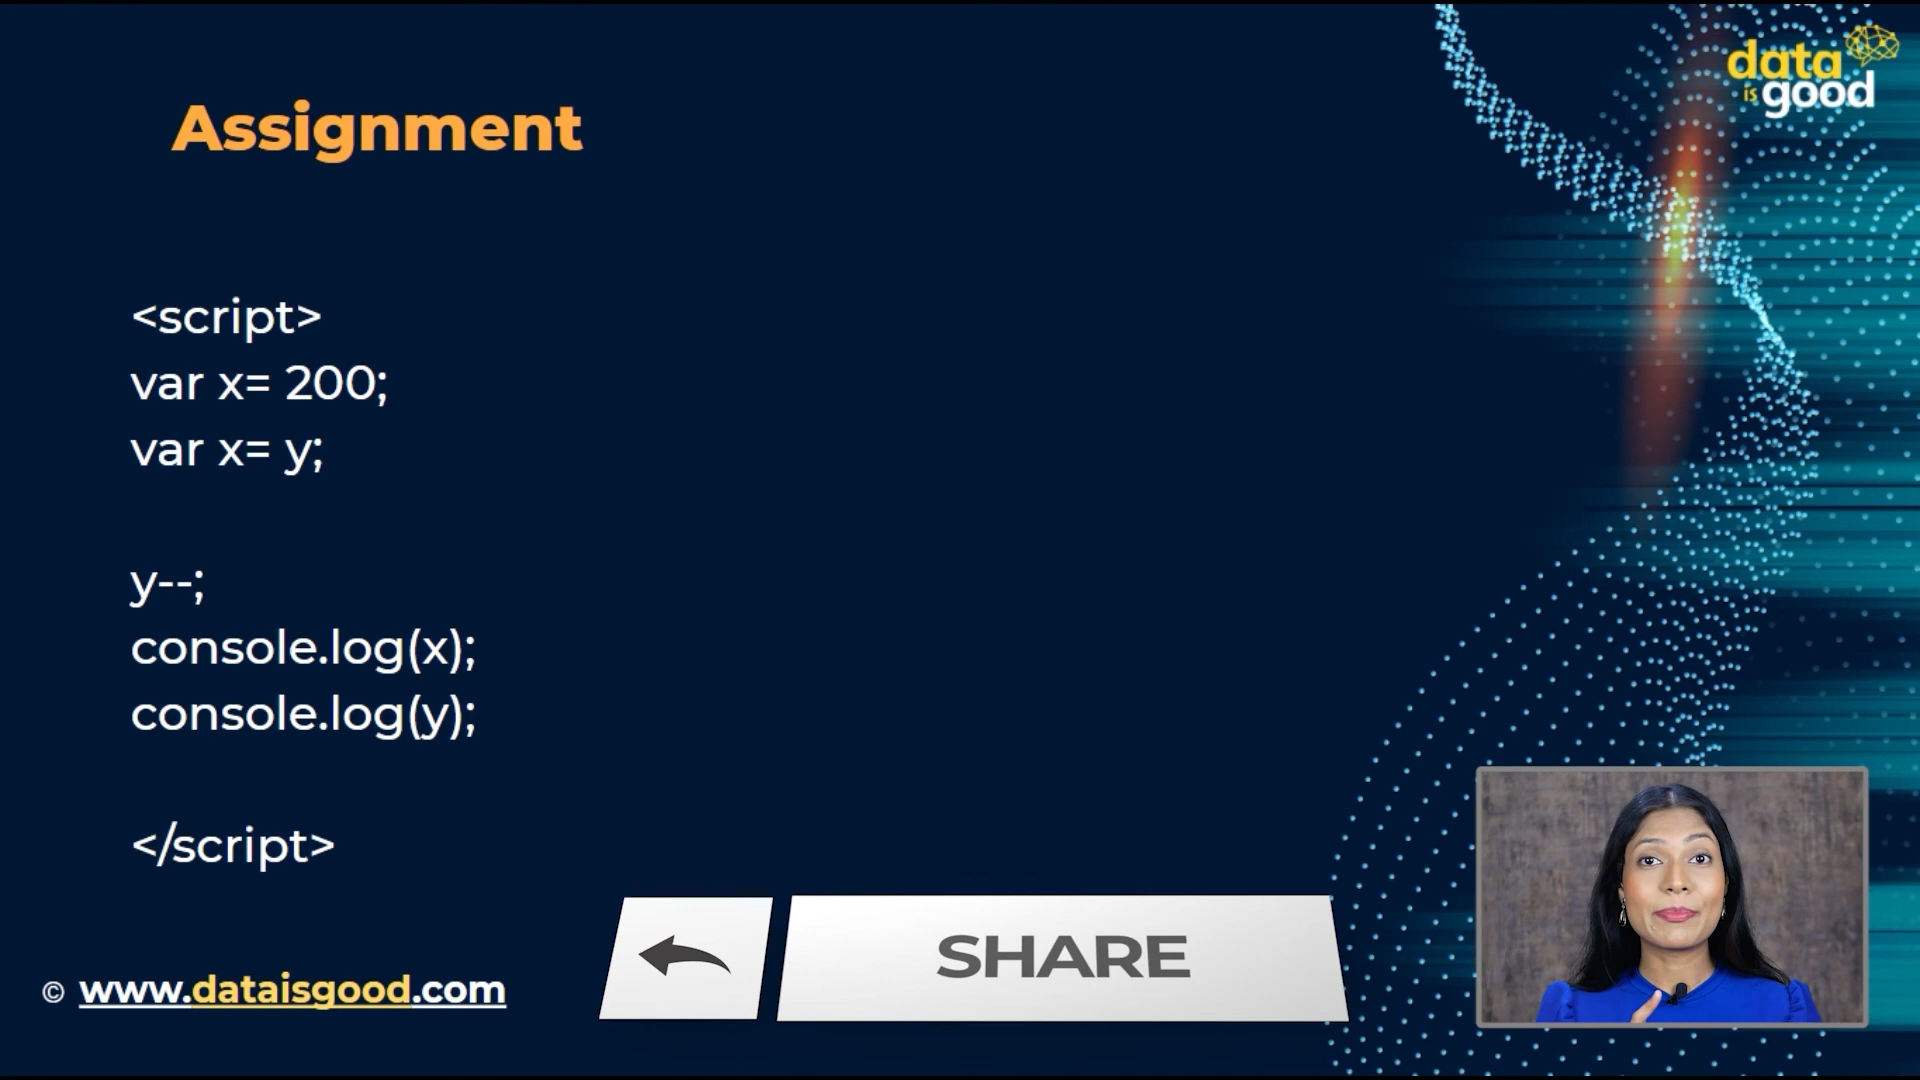 data
is good
Assignment
<script>
var x= 200;
var x= y;
y--;
console.log(x);
console.log(y);
</script>
SHARE
© www.dataisgood.com